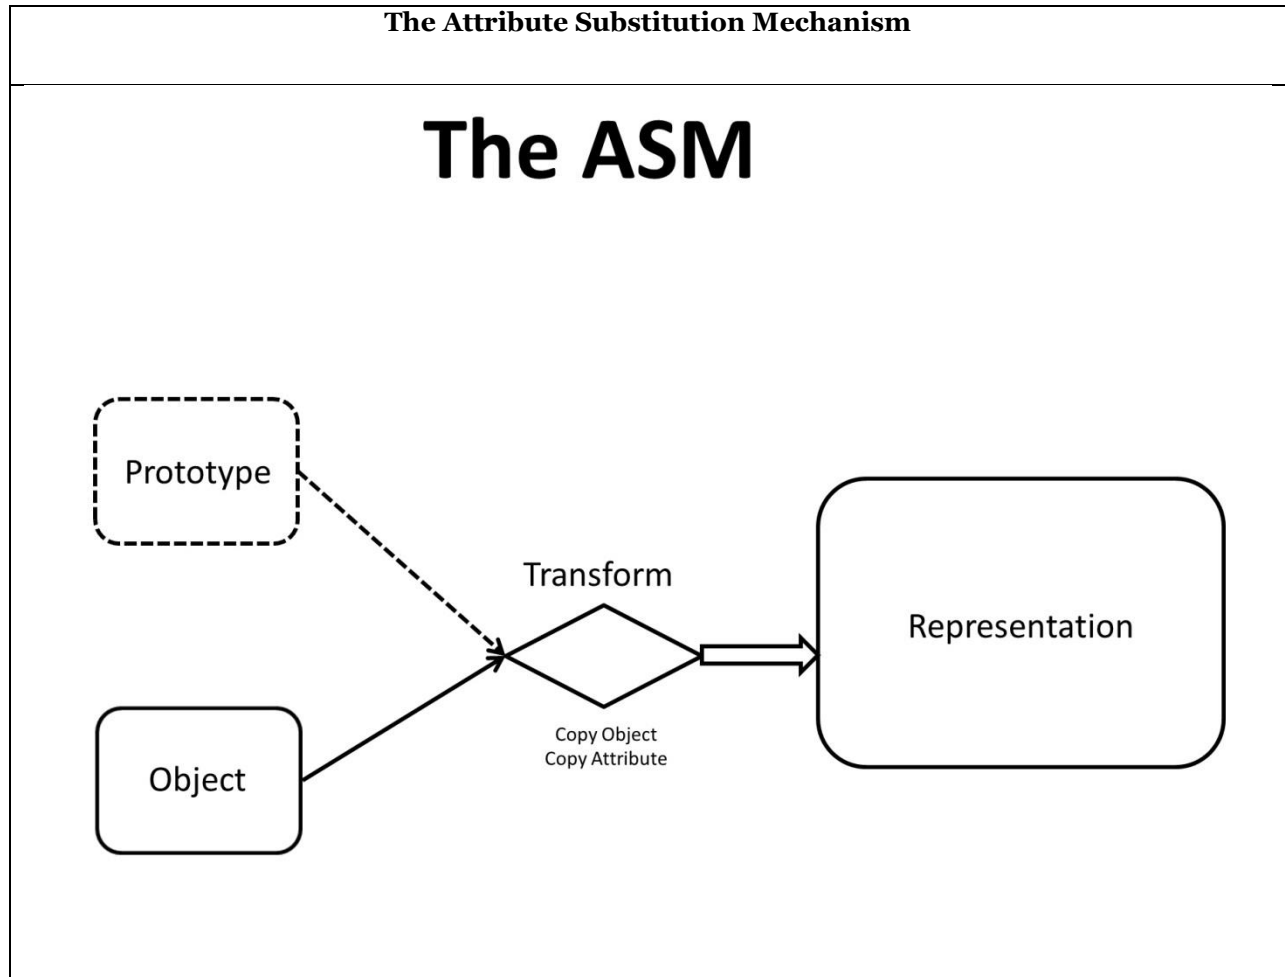 The Attribute Substitution Mechanism
The ASM
Prototype
Transform
Representation
Copy Object
Copy Attribute
Object